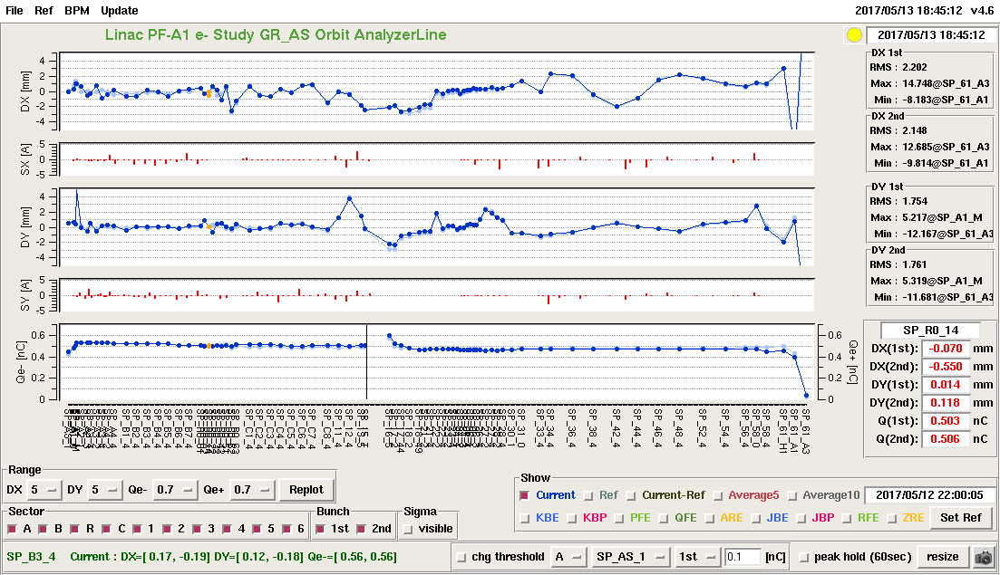 File Ref BPM Update 2017/05/13 18:45:12 v4.6
Linac PF-A1 e- Study GR_AS Orbit AnalyzerLine
2017/05/13 18:45:12
DX [mm]
4
2
0
-2
-4
SX [A]
5
0
-5
DY [mm]
4
2
0
-2
-4
SY [A]
5
0
-5
Qe- [nC]
0.6
0.4
0.2
0
Qe+ [nC]
0.6
0.4
0.2
0
SP_B1_4
SP_B2_4
SP_B4_4
SP_B5_4
SP_B7_4
SP_C1_4
SP_C2_4
SP_C3_4
SP_C4_4
SP_C5_4
SP_C6_4
SP_C7_4
SP_C8_4
SP_11_4
SP_12_4
SP_30_1
SP_31_0
SP_33_4
SP_34_4
SP_36_4
SP_38_4
SP_42_4
SP_44_4
SP_46_4
SP_48_4
SP_52_4
SP_54_4
SP_56_4
SP_58_0
SP_58_4
SP_61_H1
SP_61_A1
SP_61_A3
DX 1st
RMS : 2.202
Max : 14.748@SP_61_A3
Min : -8.183@SP_61_A1
DX 2nd
RMS : 2.148
Max : 12.685@SP_61_A3
Min : -9.814@SP_61_A1
DY 1st
RMS : 1.754
Max : 5.217@SP_A1_M
Min : -12.167@SP_61_A3
DY 2nd
RMS : 1.761
Max : 5.319@SP_A1_M
Min : -11.681@SP_61_A3
SP_R0_14
DX(1st): -0.070 mm
DX(2nd): -0.550 mm
DY(1st): 0.014 mm
DY(2nd): 0.118 mm
Q(1st): 0.503 nC
Q(2nd): 0.506 nC
Range
DX 5 DY 5 Qe- 0.7 Qe+ 0.7 Replot
Sector
A B R C 1 2 3 4 5 6
Bunch
1st 2nd
Sigma
visible
Show
Current Ref Current-Ref Average5 Average10 2017/05/12 22:00:05
KBE KBP PFE QFE ARE JBE JBP RFE ZRE Set Ref
SP_B3_4 Current : DX=[ 0.17, -0.19] DY=[ 0.12, -0.18] Qe-=[ 0.56, 0.56]
chg threshold A SP_AS_1 1st 0.1 [nC] peak hold (60sec) resize